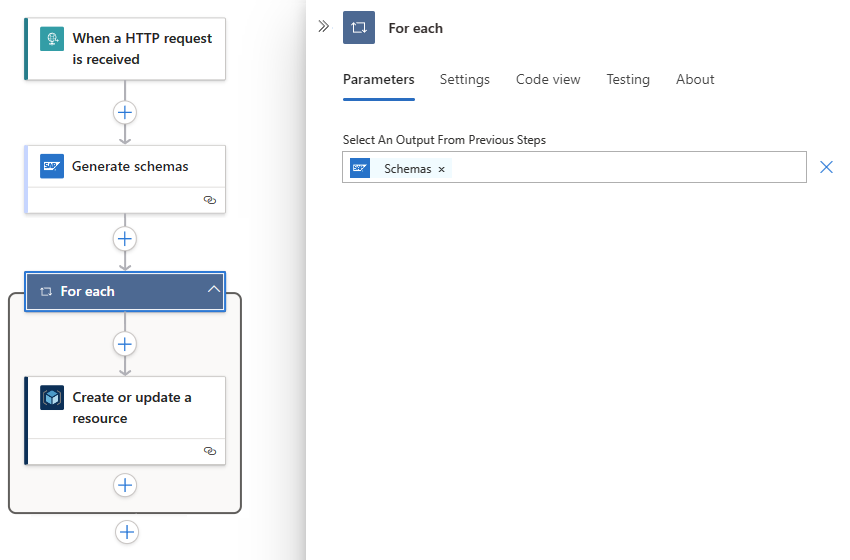 When a HTTP request
is received
SAP
Generate schemas
For each
Create or update a
resource
For each
Parameters Settings Code view Testing About
Select An Output From Previous Steps
SAP Schemas ×